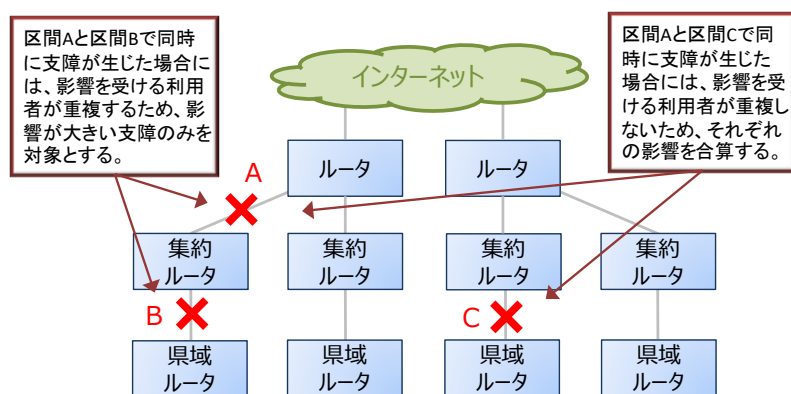 区間Aと区間Bで同時
に支障が生じた場合に
は、影響を受ける利用
者が重複するため、影
響が大きい支障のみを
対象とする。
区間Aと区間Cで同
時に支障が生じた
場合には、影響を受
ける利用者が重複し
ないため、それぞれ
の影響を合算する。
インターネット
ルータ
ルータ
A
集約
ルータ
集約
ルータ
集約
ルータ
集約
ルータ
B
C
県域
ルータ
県域
ルータ
県域
ルータ
県域
ルータ